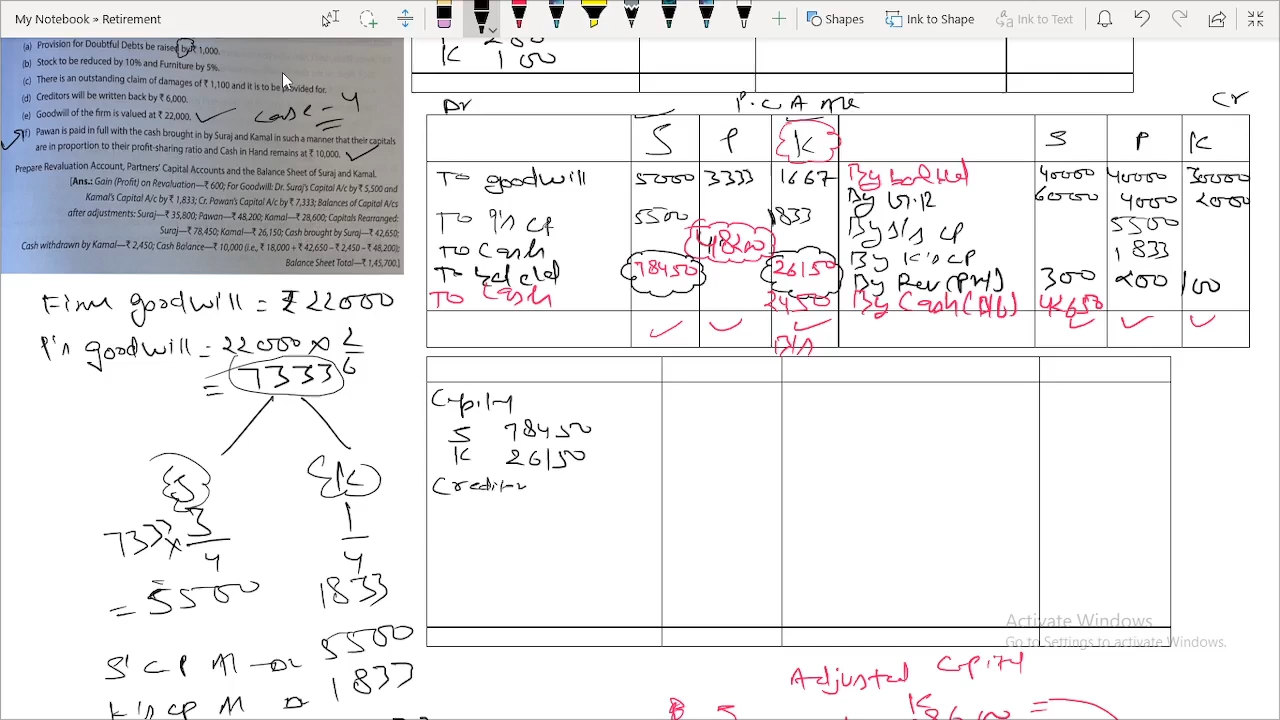 My Notebook » Retirement
Shapes
Ink to Shape
Ink to Text
(a) Provision for Doubtful Debts be raised by ₹ 1,000.
(b) Stock to be reduced by 10% and Furniture by 5%.
(c) There is an outstanding claim of damages of ₹ 1,100 and it is to be provided for.
(d) Creditors will be written back by ₹ 6,000.
(e) Goodwill of the firm is valued at ₹ 22,000.
case = 4
(f) Pawan is paid in full with the cash brought in by Suraj and Kamal in such a manner that their capitals
are in proportion to their profit-sharing ratio and Cash in Hand remains at ₹ 10,000.
Prepare Revaluation Account, Partners' Capital Accounts and the Balance Sheet of Suraj and Kamal.
[Ans.: Gain (Profit) on Revaluation—₹ 600; For Goodwill: Dr. Suraj's Capital A/c by ₹ 5,500 and
Kamal's Capital A/c by ₹ 1,833; Cr. Pawan's Capital A/c by ₹ 7,333; Balances of Capital A/cs
after adjustments: Suraj—₹ 35,800; Pawan—₹ 48,200; Kamal—₹ 28,600; Capitals Rearranged:
Suraj—₹ 78,450; Kamal—₹ 26,150; Cash brought by Suraj—₹ 42,650;
Cash withdrawn by Kamal—₹ 2,450; Cash Balance—₹ 10,000 (i.e., ₹ 18,000 + ₹ 42,650 – ₹ 2,450 – ₹ 48,200);
Balance Sheet Total—₹ 1,45,700.]
Firm goodwill = ₹ 22000
P's goodwill = 22000 × 2/6
= 7333
S K
7333 × 3/4 1/4
= 5500 1833
S' CP A/c Dr 5500
K's CP A/c Dr 1833
K 100
Dr P. C A A/c Cr
S P K S P K
To goodwill 5000 3333 1667 By bal b/d 40000 40000 30000
By G.R 60000 4000 2000
To P's CP 5500 1833 By S's CP 5500
To Cash 48200 By K's CP 1833
To bal c/d 78450 26150 By Rev (Pft) 300 200 100
To Cash 2450 By Cash (B/f) 42650
Capital
S 78450
K 26150
Creditor
Activate Windows
Go to Settings to activate Windows.
Adjusted Capital
S K =